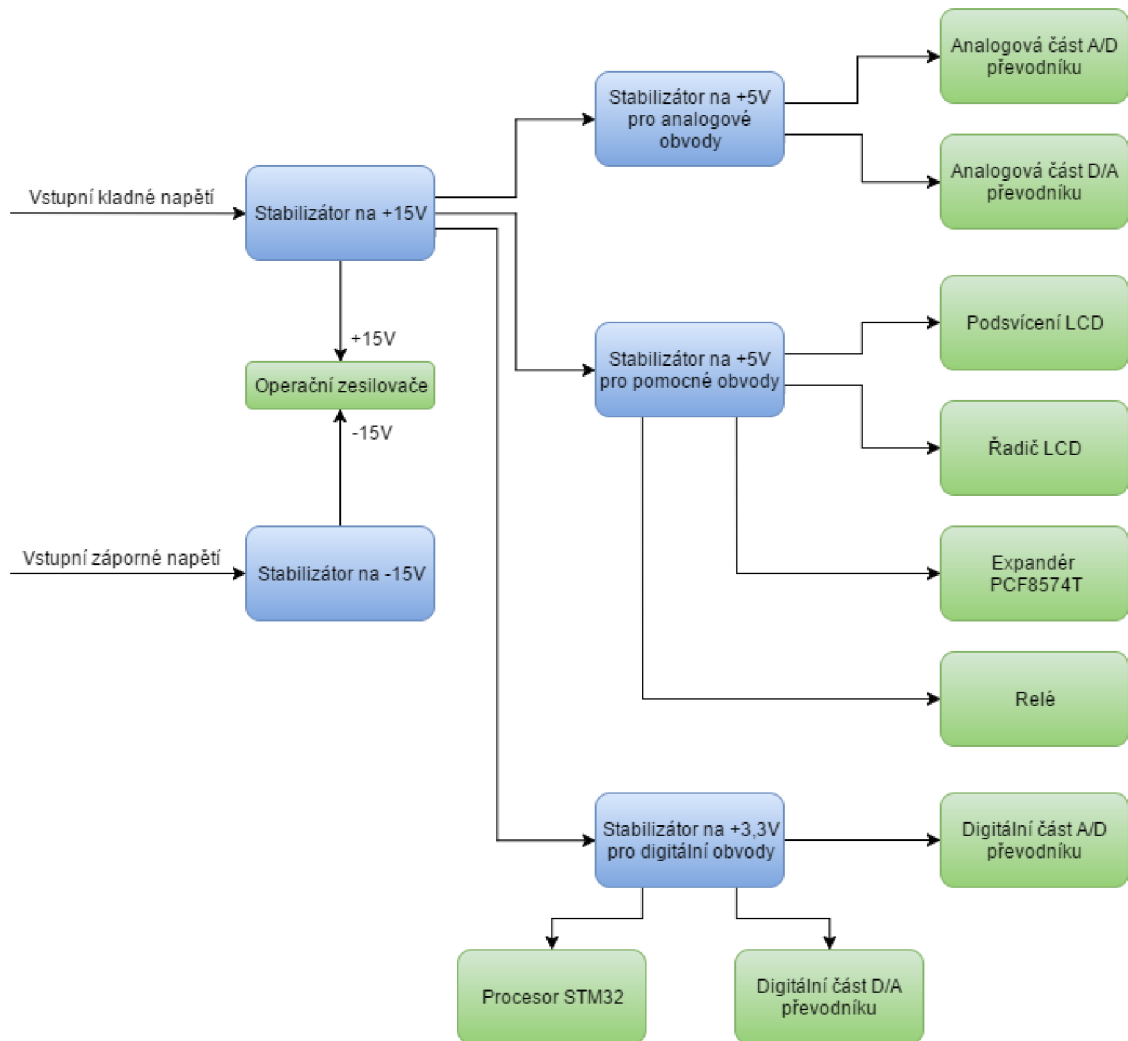 Analogová část A/D
převodníku
Stabilizátor na +5V
pro analogové
obvody
Analogová část D/A
převodníku
Vstupní kladné napětí
Stabilizátor na +15V
Podsvícení LCD
+15V
Stabilizátor na +5V
pro pomocné obvody
Operační zesilovače
-15V
Řadič LCD
Vstupní záporné napětí
Stabilizátor na -15V
Expandér
PCF8574T
Relé
Stabilizátor na +3,3V
pro digitální obvody
Digitální část A/D
převodníku
Procesor STM32
Digitální část D/A
převodníku